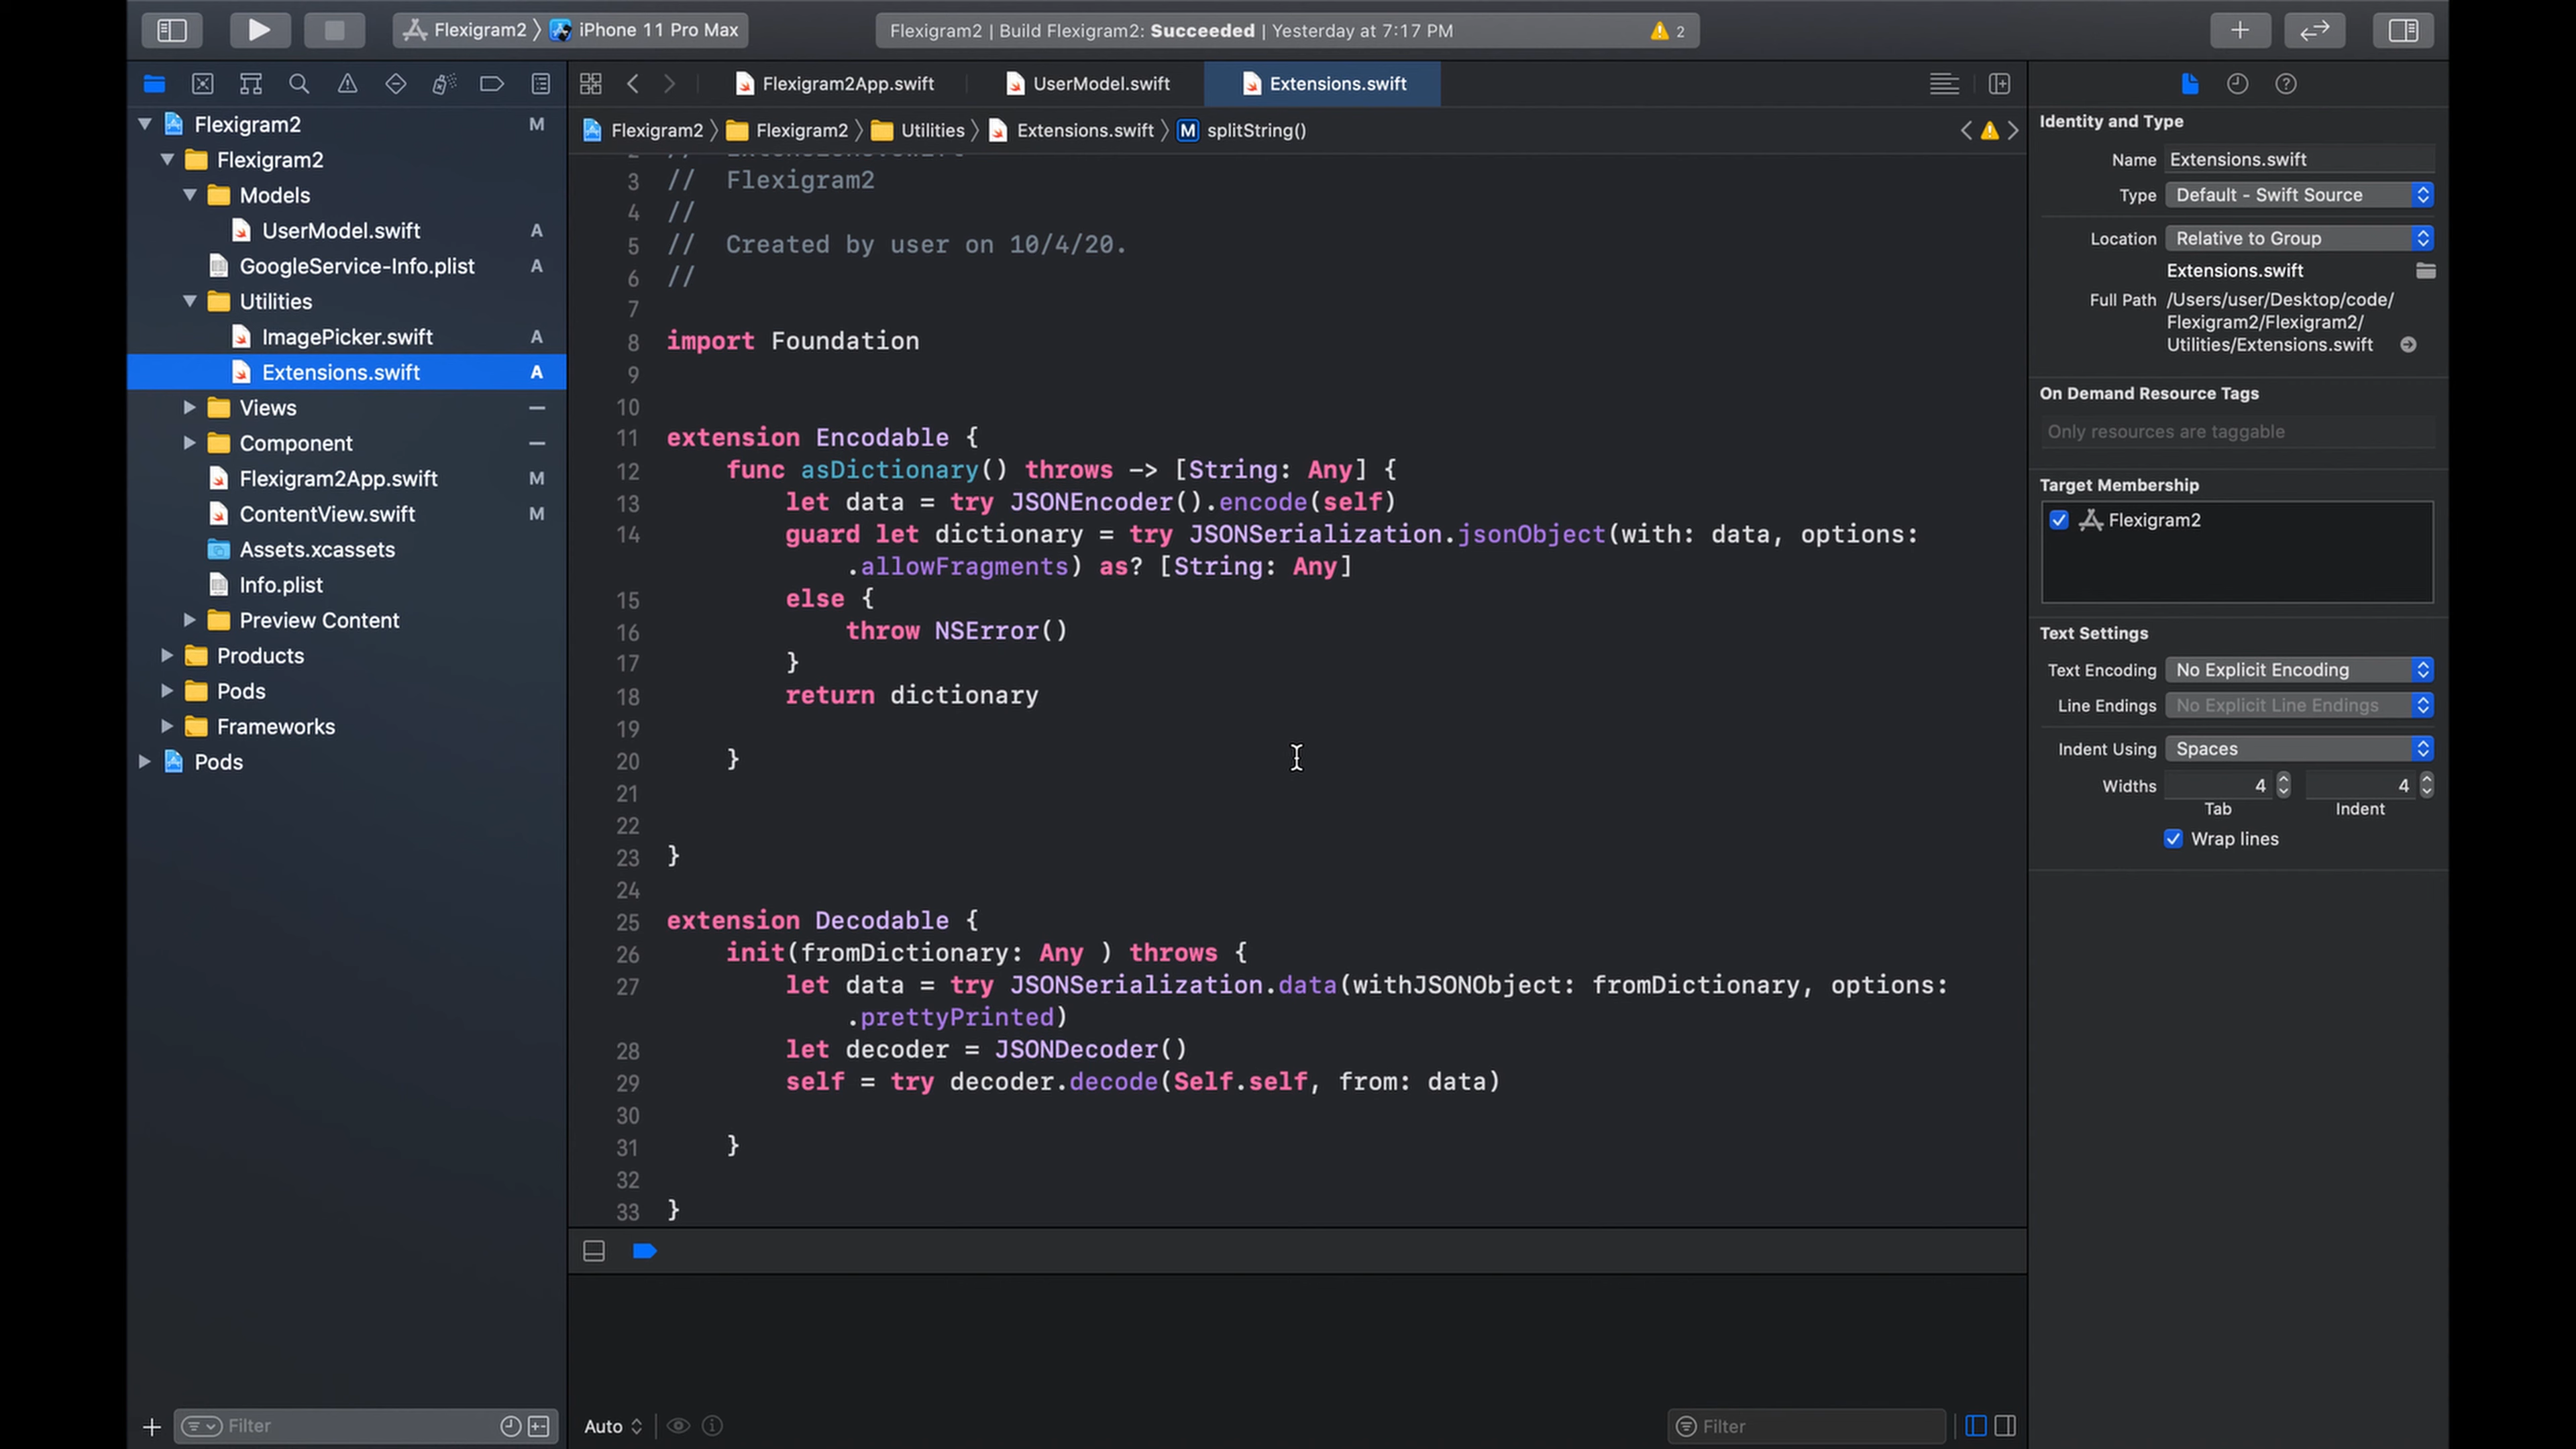 Flexigram2 〉 iPhone 11 Pro Max
Flexigram2 | Build Flexigram2: Succeeded | Yesterday at 7:17 PM
2
Flexigram2 M
Flexigram2
Models
UserModel.swift A
GoogleService-Info.plist A
Utilities
ImagePicker.swift A
Extensions.swift A
Views
Component
Flexigram2App.swift M
ContentView.swift M
Assets.xcassets
Info.plist
Preview Content
Products
Pods
Frameworks
Pods
Filter
Flexigram2App.swift
UserModel.swift
Extensions.swift
Flexigram2 〉 Flexigram2 〉 Utilities 〉 Extensions.swift 〉 M splitString()
3 //  Flexigram2
4 //
5 //  Created by user on 10/4/20.
6 //
7
8 import Foundation
9
10
11 extension Encodable {
12     func asDictionary() throws -> [String: Any] {
13         let data = try JSONEncoder().encode(self)
14         guard let dictionary = try JSONSerialization.jsonObject(with: data, options:
            .allowFragments) as? [String: Any]
15         else {
16             throw NSError()
17         }
18         return dictionary
19
20     }
21
22
23 }
24
25 extension Decodable {
26     init(fromDictionary: Any ) throws {
27         let data = try JSONSerialization.data(withJSONObject: fromDictionary, options:
            .prettyPrinted)
28         let decoder = JSONDecoder()
29         self = try decoder.decode(Self.self, from: data)
30
31     }
32
33 }
Auto
Filter
Identity and Type
Name Extensions.swift
Type Default - Swift Source
Location Relative to Group
Extensions.swift
Full Path /Users/user/Desktop/code/
Flexigram2/Flexigram2/
Utilities/Extensions.swift
On Demand Resource Tags
Only resources are taggable
Target Membership
Flexigram2
Text Settings
Text Encoding No Explicit Encoding
Line Endings No Explicit Line Endings
Indent Using Spaces
Widths 4 4
Tab Indent
Wrap lines